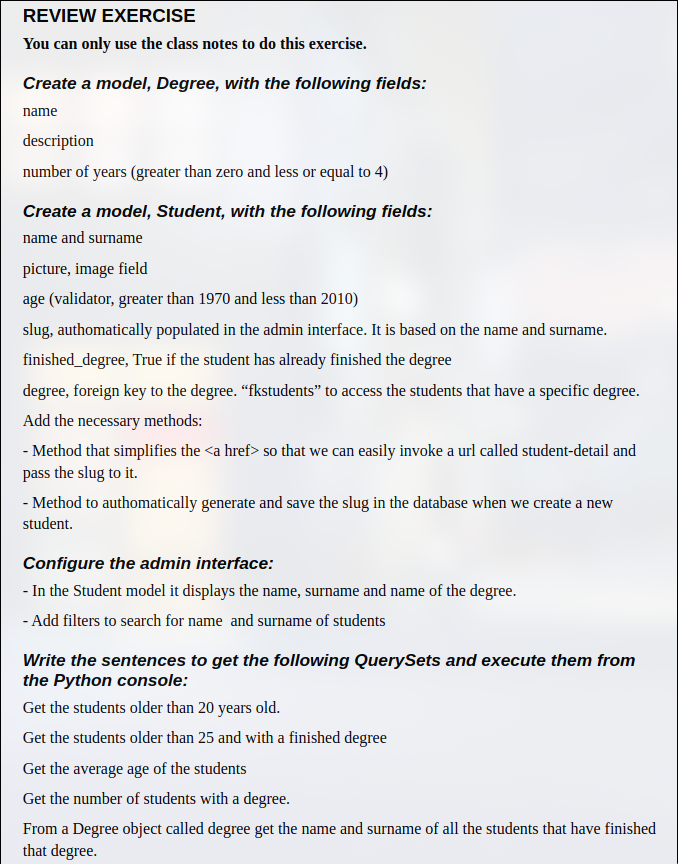 REVIEW EXERCISE
You can only use the class notes to do this exercise.
Create a model, Degree, with the following fields:
name
description
number of years (greater than zero and less or equal to 4)
Create a model, Student, with the following fields:
name and surname
picture, image field
age (validator, greater than 1970 and less than 2010)
slug, authomatically populated in the admin interface. It is based on the name and surname.
finished_degree, True if the student has already finished the degree
degree, foreign key to the degree. “fkstudents” to access the students that have a specific degree.
Add the necessary methods:
- Method that simplifies the <a href> so that we can easily invoke a url called student-detail and
pass the slug to it.
- Method to authomatically generate and save the slug in the database when we create a new
student.
Configure the admin interface:
- In the Student model it displays the name, surname and name of the degree.
- Add filters to search for name  and surname of students
Write the sentences to get the following QuerySets and execute them from
the Python console:
Get the students older than 20 years old.
Get the students older than 25 and with a finished degree
Get the average age of the students
Get the number of students with a degree.
From a Degree object called degree get the name and surname of all the students that have finished
that degree.